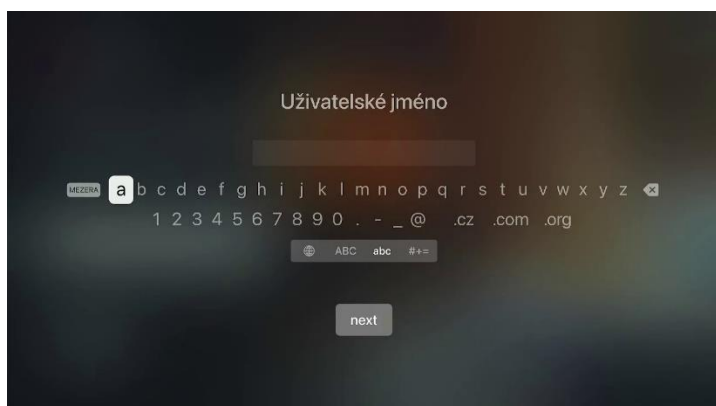 Uživatelské jméno
MEZERA a b c d e f g h i j k l m n o p q r s t u v w x y z
1 2 3 4 5 6 7 8 9 0 . - _ @ .cz .com .org
ABC abc #+=
next